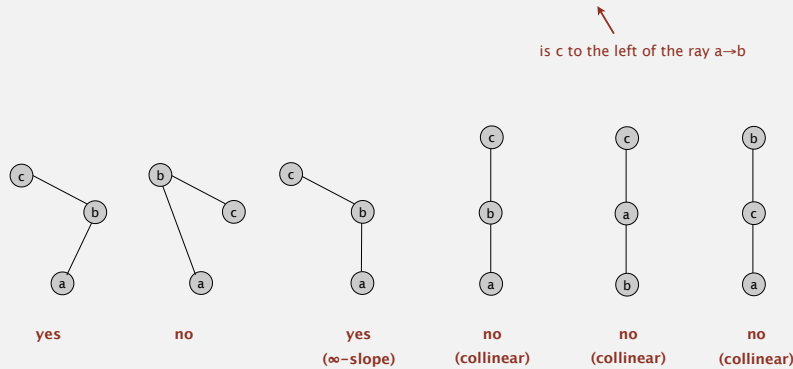 is c to the left of the ray a→b
c
b
a
yes
b
c
a
no
c
b
a
yes
(∞-slope)
c
b
a
no
(collinear)
c
a
b
no
(collinear)
b
c
a
no
(collinear)